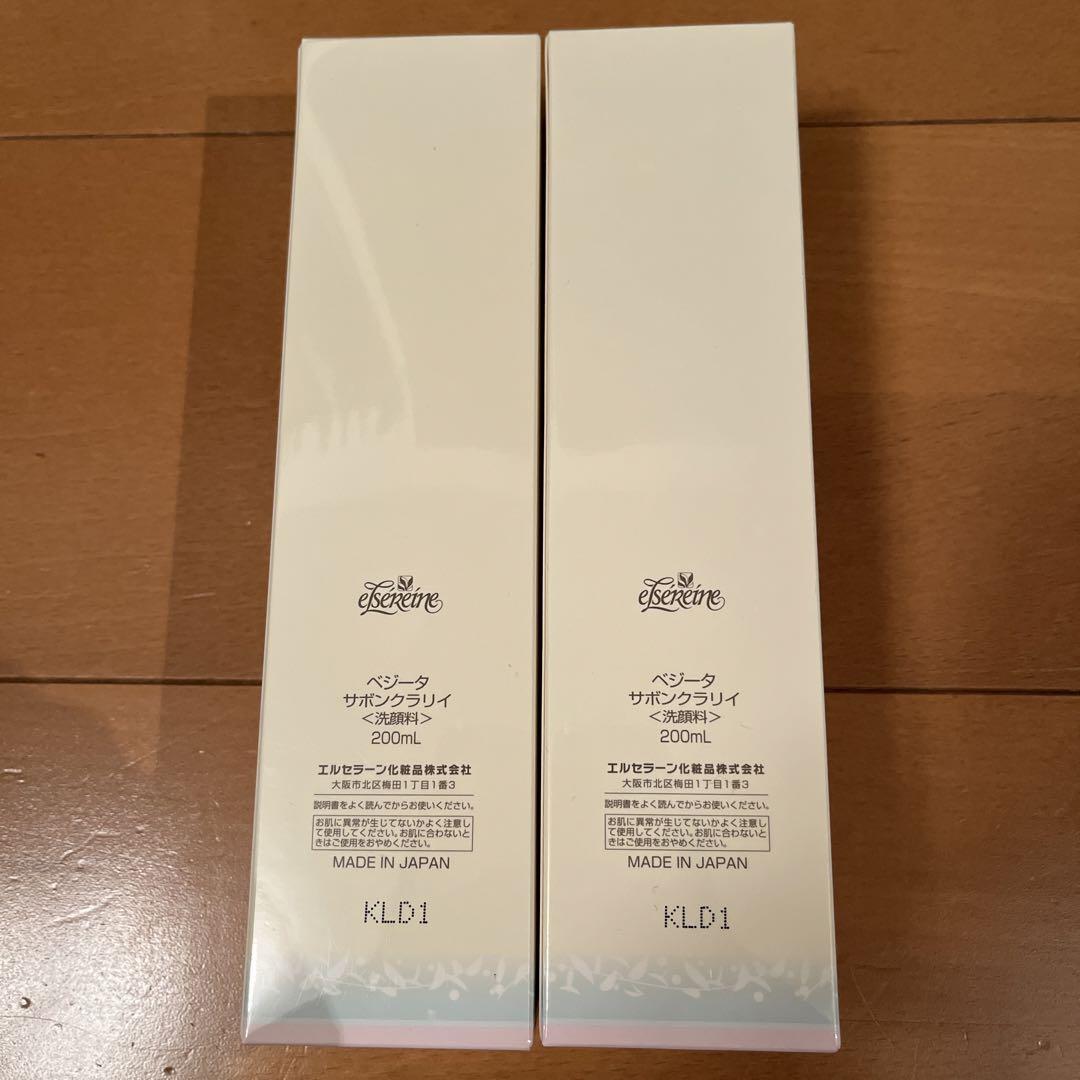 elsereine
ベジータ
サボンクラリイ
＜洗顔料＞
200mL
エルセラーン化粧品株式会社
大阪市北区梅田1丁目1番3
説明書をよく読んでからお使いください。
お肌に異常が生じてないかよく注意し
て使用してください。お肌に合わないと
きはご使用をおやめください。
MADE IN JAPAN
KLD1
elsereine
ベジータ
サボンクラリイ
＜洗顔料＞
200mL
エルセラーン化粧品株式会社
大阪市北区梅田1丁目1番3
説明書をよく読んでからお使いください。
お肌に異常が生じてないかよく注意し
て使用してください。お肌に合わないと
きはご使用をおやめください。
MADE IN JAPAN
KLD1